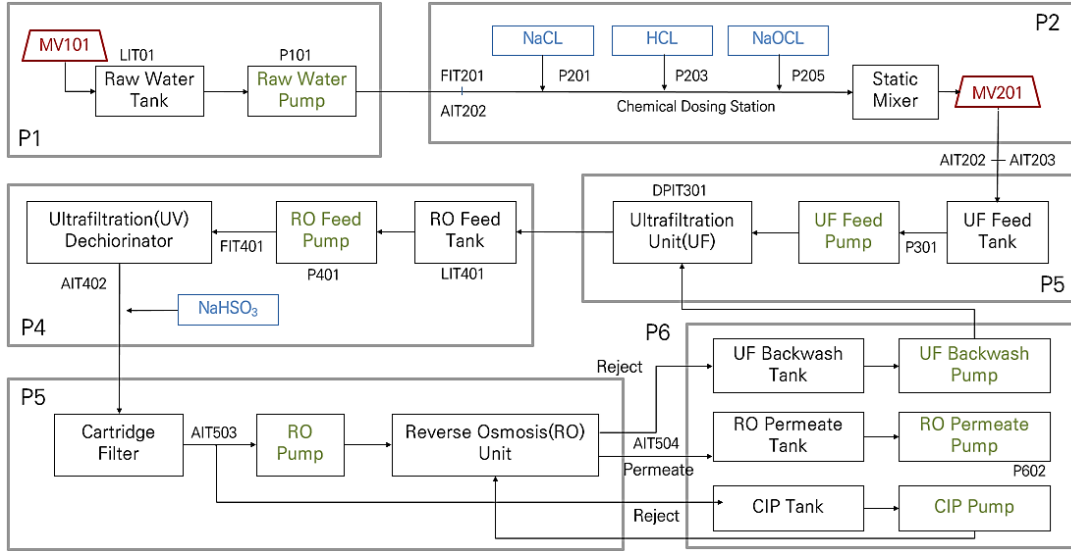 MV101
LIT01
Raw Water
Tank
P101
Raw Water
Pump
P1
P2
NaCL
HCL
NaOCL
FIT201
AIT202
P201
P203
P205
Chemical Dosing Station
Static
Mixer
MV201
AIT202
AIT203
DPIT301
Ultrafiltration
Unit(UF)
UF Feed
Pump
P301
UF Feed
Tank
P5
Ultrafiltration(UV)
Dechiorinator
FIT401
RO Feed
Pump
P401
RO Feed
Tank
LIT401
AIT402
NaHSO₃
P4
P5
Cartridge
Filter
AIT503
RO
Pump
Reverse Osmosis(RO)
Unit
Reject
AIT504
Permeate
Reject
P6
UF Backwash
Tank
UF Backwash
Pump
RO Permeate
Tank
RO Permeate
Pump
P602
CIP Tank
CIP Pump